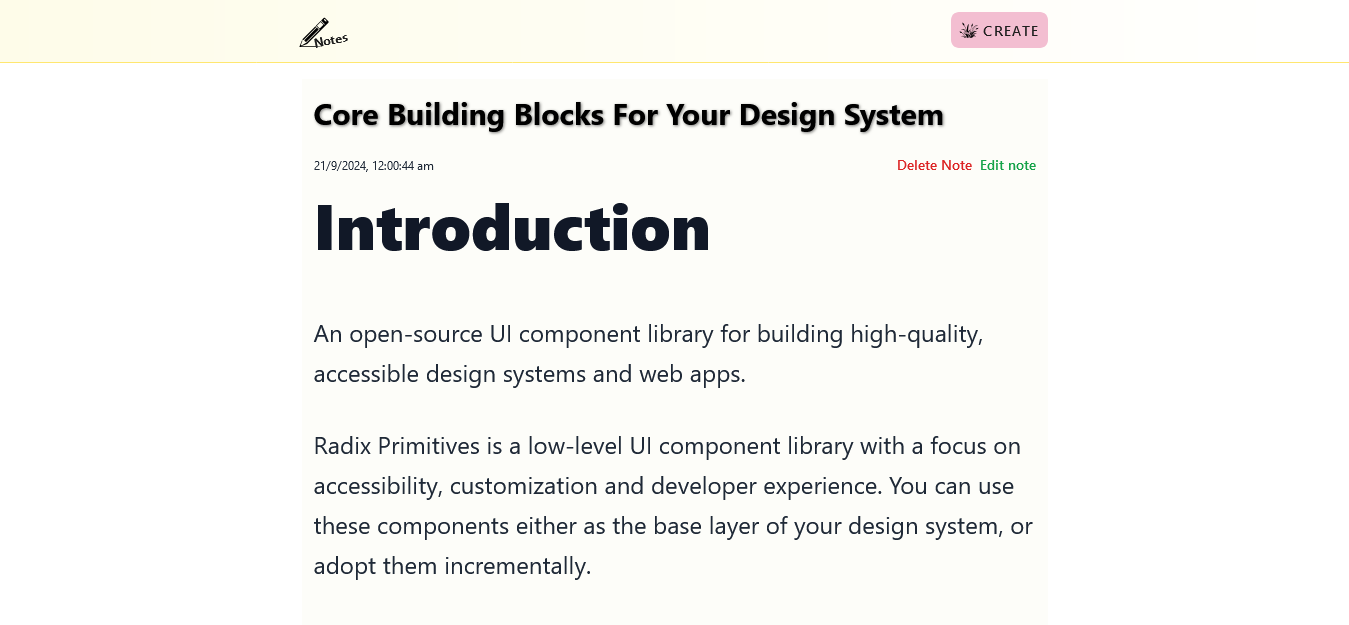 Notes
CREATE
Core Building Blocks For Your Design System
21/9/2024, 12:00:44 am
Delete Note Edit note
Introduction
An open-source UI component library for building high-quality,
accessible design systems and web apps.
Radix Primitives is a low-level UI component library with a focus on
accessibility, customization and developer experience. You can use
these components either as the base layer of your design system, or
adopt them incrementally.